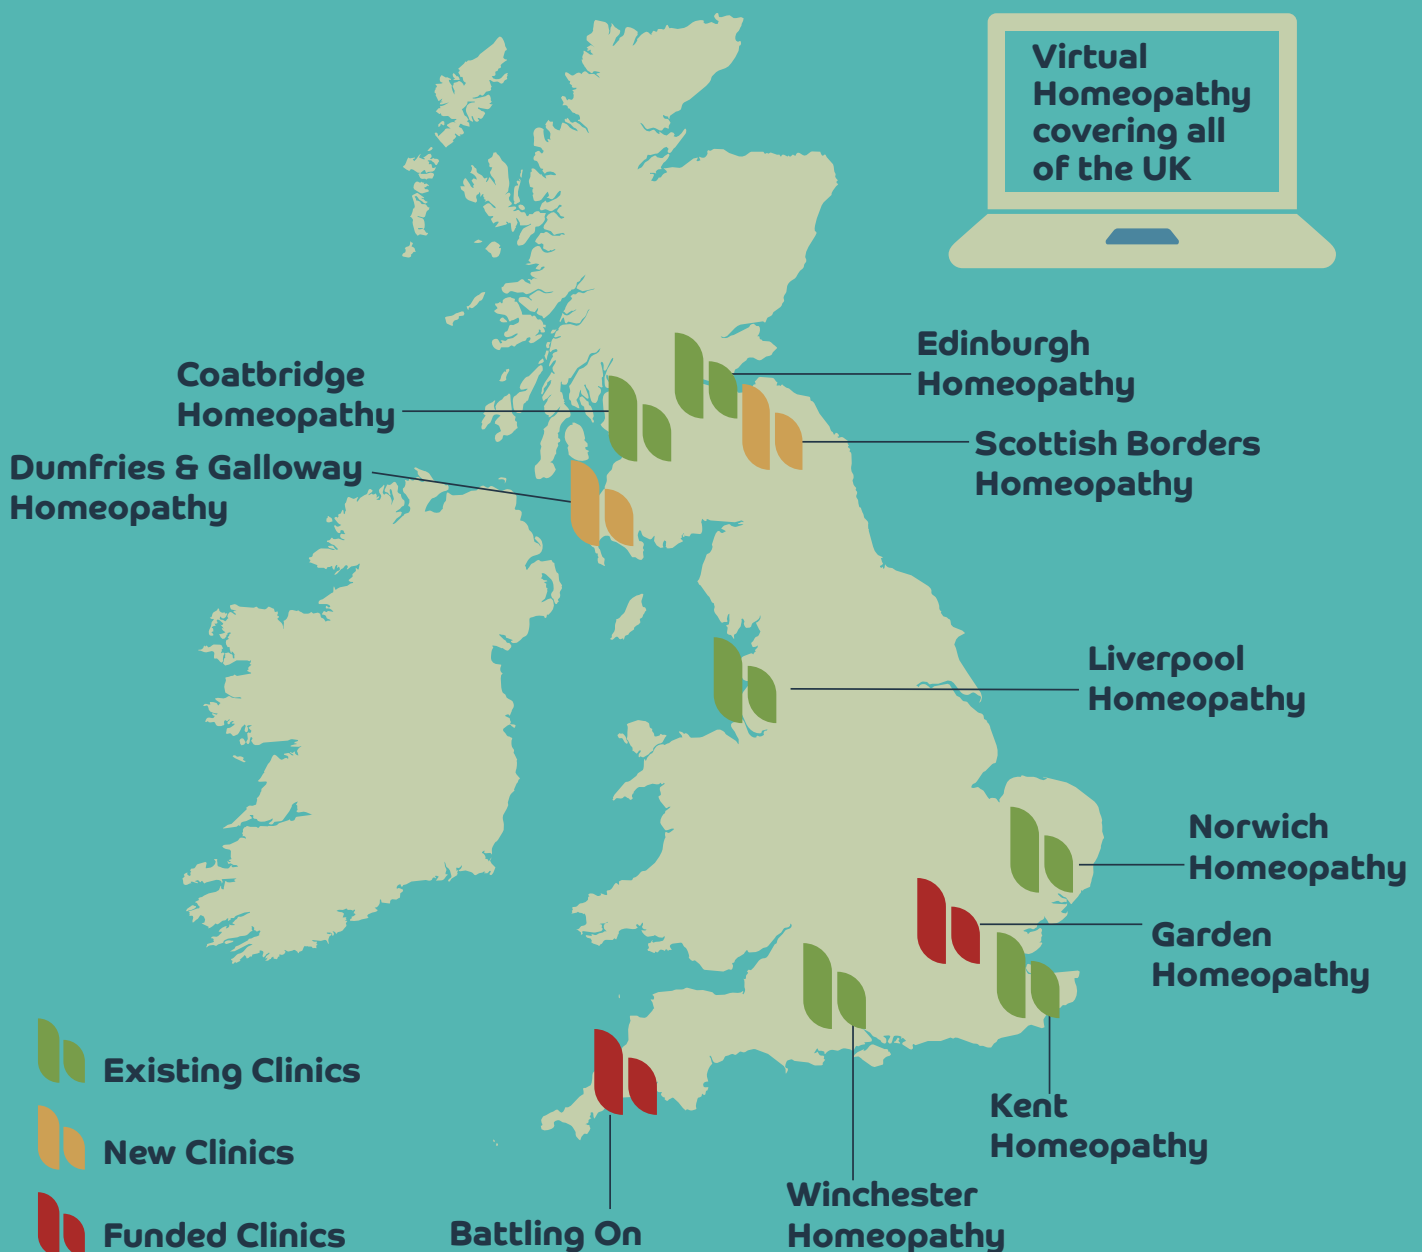 Virtual
Homeopathy
covering all
of the UK
Edinburgh
Homeopathy
Coatbridge
Homeopathy
Scottish Borders
Homeopathy
Dumfries & Galloway
Homeopathy
Liverpool
Homeopathy
Norwich
Homeopathy
Garden
Homeopathy
Kent
Homeopathy
Winchester
Homeopathy
Battling On
Existing Clinics
New Clinics
Funded Clinics